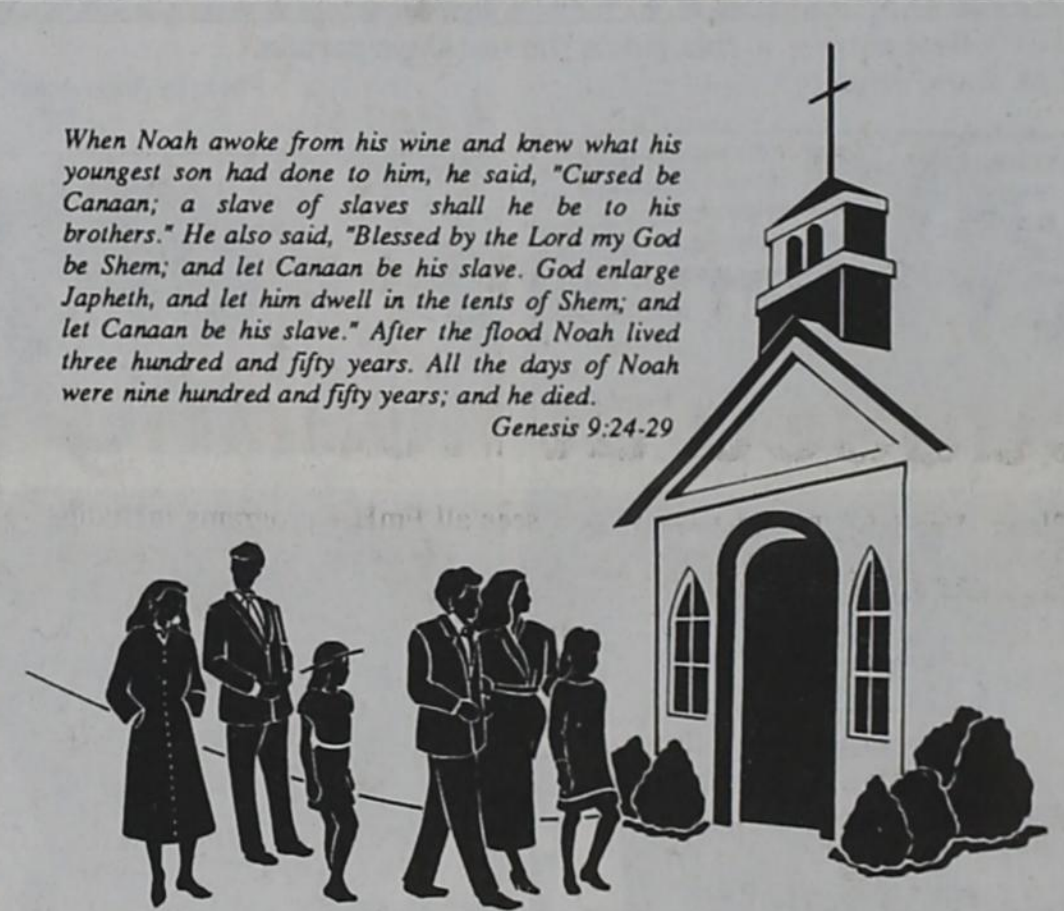 When Noah awoke from his wine and knew what his
youngest son had done to him, he said, "Cursed be
Canaan; a slave of slaves shall he be to his
brothers." He also said, "Blessed by the Lord my God
be Shem; and let Canaan be his slave. God enlarge
Japheth, and let him dwell in the tents of Shem; and
let Canaan be his slave." After the flood Noah lived
three hundred and fifty years. All the days of Noah
were nine hundred and fifty years; and he died.
Genesis 9:24-29